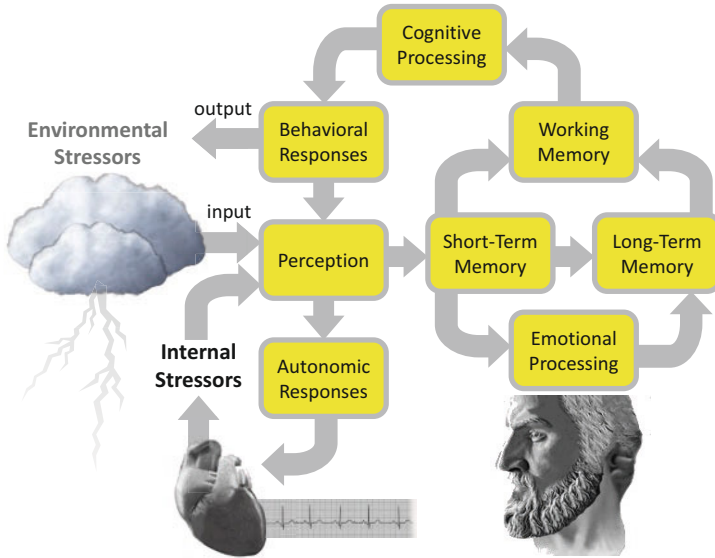 Cognitive
Processing
output
Environmental
Stressors
Behavioral
Responses
Working
Memory
input
Perception
Short-Term
Memory
Long-Term
Memory
Internal
Stressors
Autonomic
Responses
Emotional
Processing